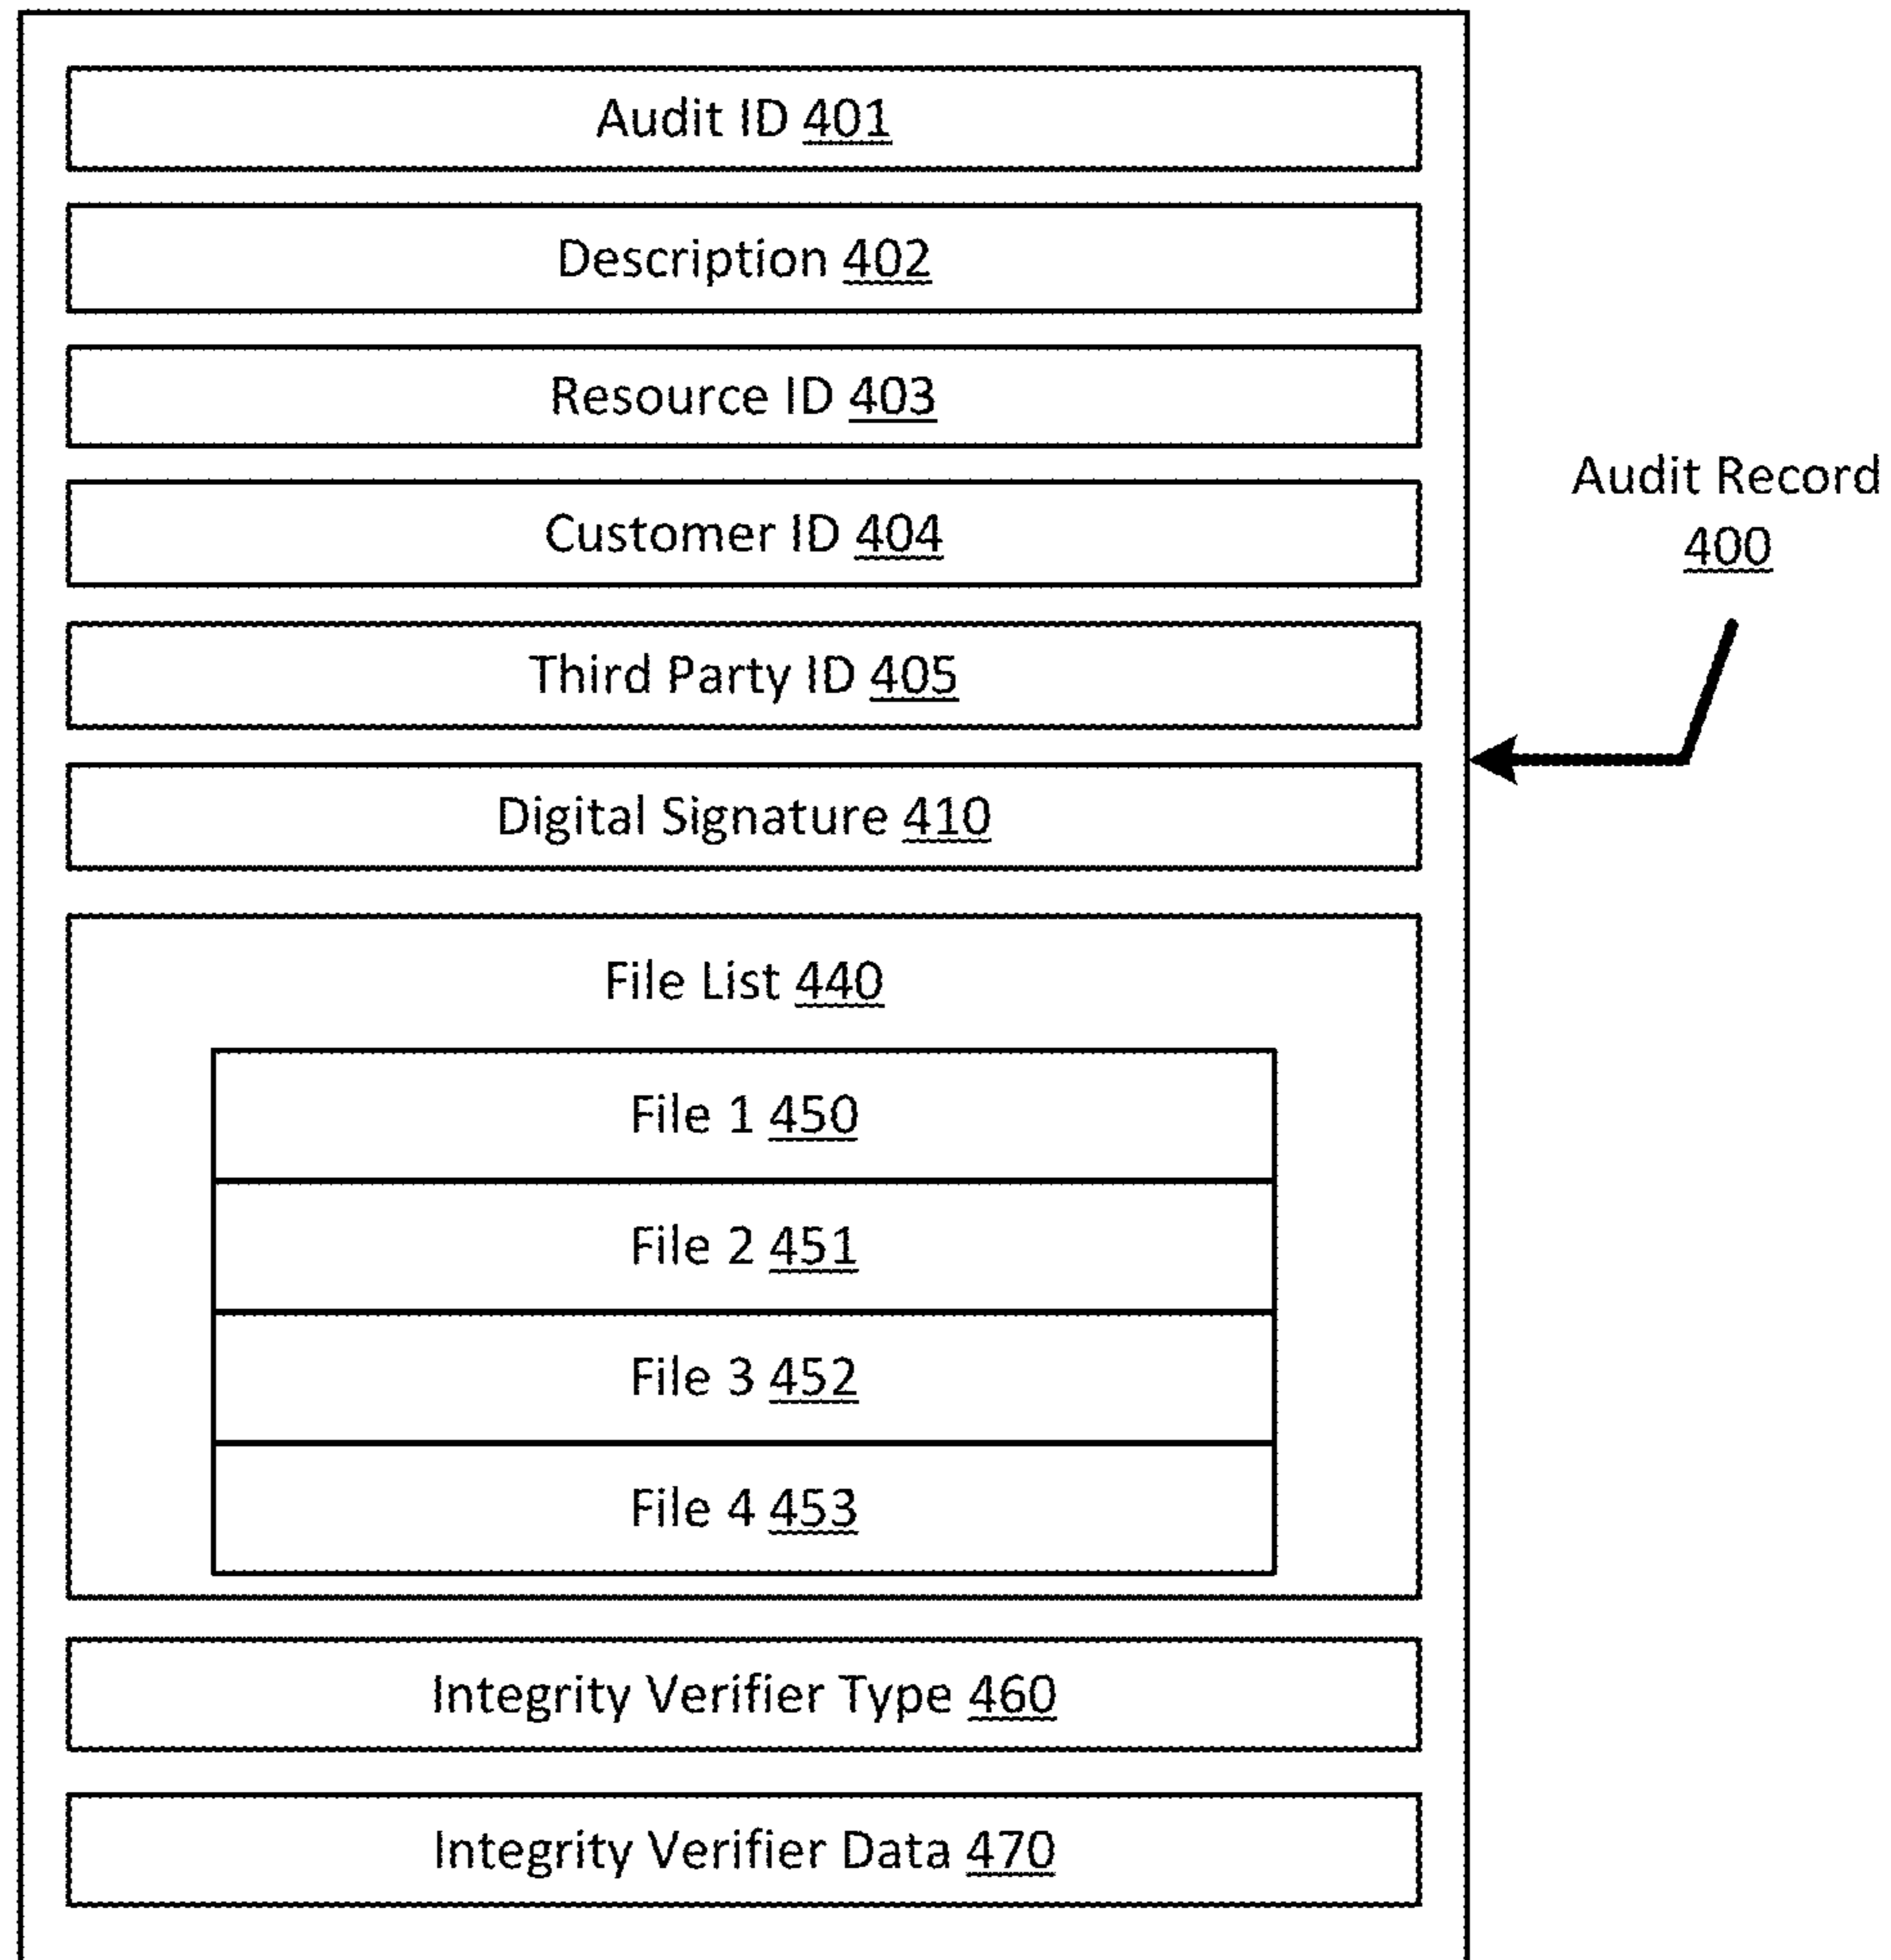 Audit ID 401
Description 402
Resource ID 403
Customer ID 404
Third Party ID 405
Digital Signature 410
File List 440
File 1 450
File 2 451
File 3 452
File 4 453
Integrity Verifier Type 460
Integrity Verifier Data 470
Audit Record
400